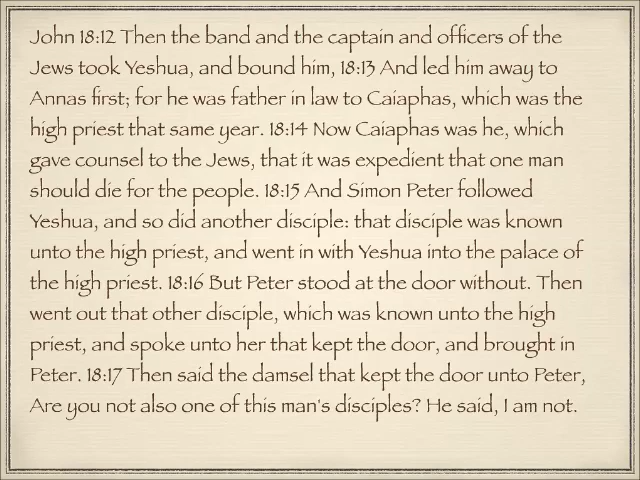 John 18:12 Then the band and the captain and officers of the
Jews took Yeshua, and bound him, 18:13 And led him away to
Annas first; for he was father in law to Caiaphas, which was the
high priest that same year. 18:14 Now Caiaphas was he, which
gave counsel to the Jews, that it was expedient that one man
should die for the people. 18:15 And Simon Peter followed
Yeshua, and so did another disciple: that disciple was known
unto the high priest, and went in with Yeshua into the palace of
the high priest. 18:16 But Peter stood at the door without. Then
went out that other disciple, which was known unto the high
priest, and spoke unto her that kept the door, and brought in
Peter. 18:17 Then said the damsel that kept the door unto Peter,
Are you not also one of this man's disciples? He said, I am not.